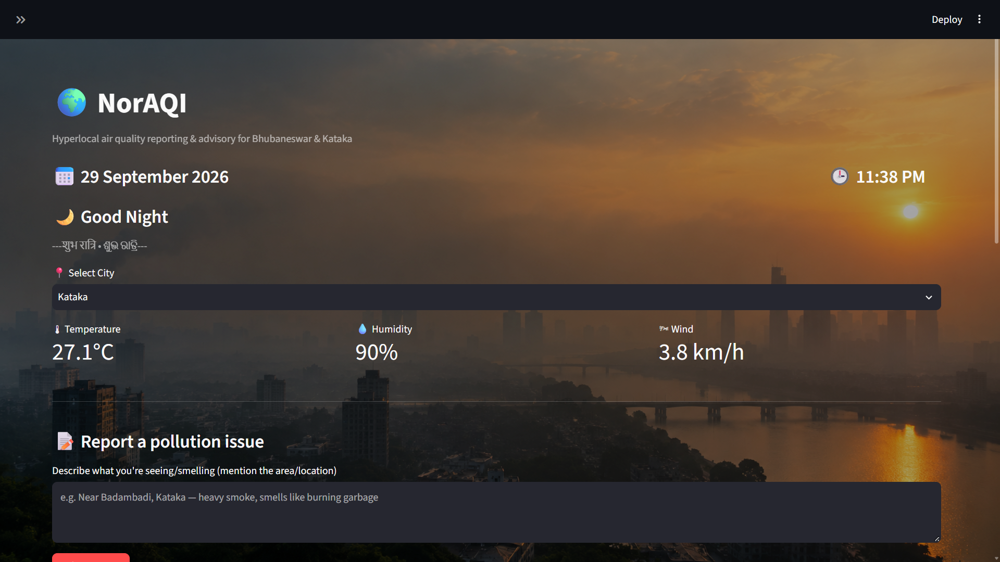 Deploy
NorAQI
Hyperlocal air quality reporting & advisory for Bhubaneswar & Kataka
29 September 2026
11:38 PM
Good Night
---शुभ रात्रि • ଶୁଭ ରାତ୍ରି---
Select City
Kataka
Temperature
Humidity
Wind
27.1°C
90%
3.8 km/h
Report a pollution issue
Describe what you're seeing/smelling (mention the area/location)
e.g. Near Badambadi, Kataka — heavy smoke, smells like burning garbage